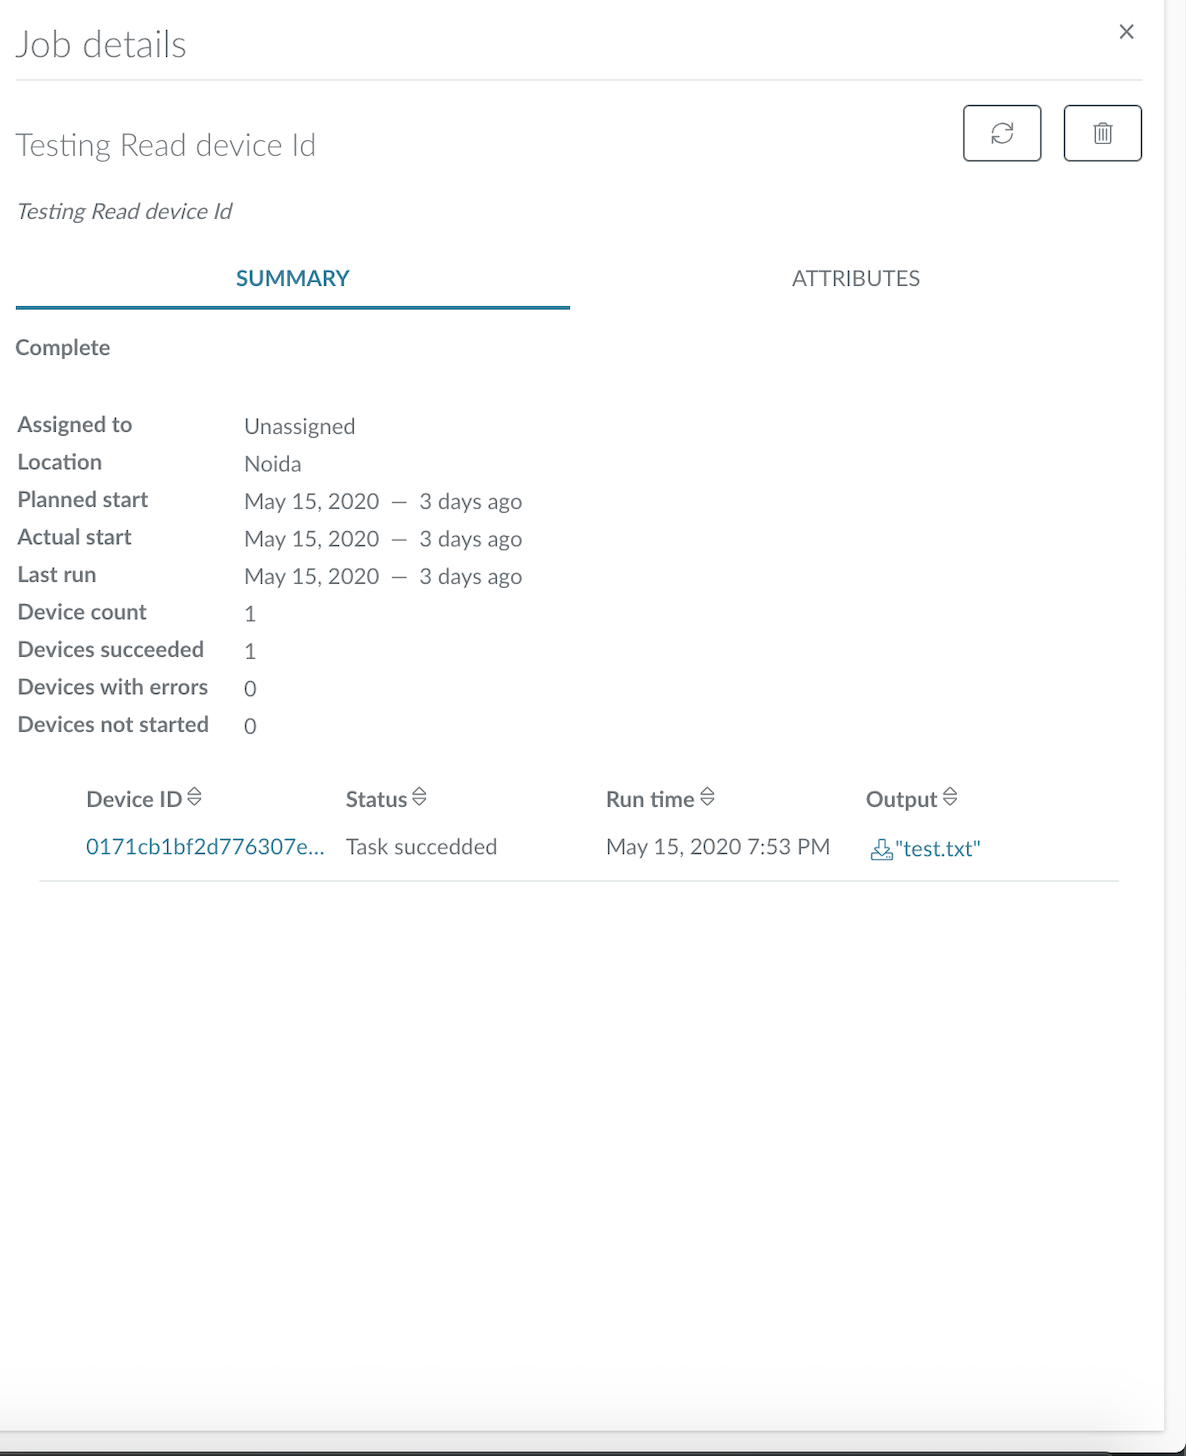 Job details
Testing Read device Id
Testing Read device Id
SUMMARY ATTRIBUTES
Complete
Assigned to Unassigned
Location Noida
Planned start May 15, 2020 — 3 days ago
Actual start May 15, 2020 — 3 days ago
Last run May 15, 2020 — 3 days ago
Device count 1
Devices succeeded 1
Devices with errors 0
Devices not started 0
Device ID Status Run time Output
0171cb1bf2d776307e... Task succedded May 15, 2020 7:53 PM "test.txt"